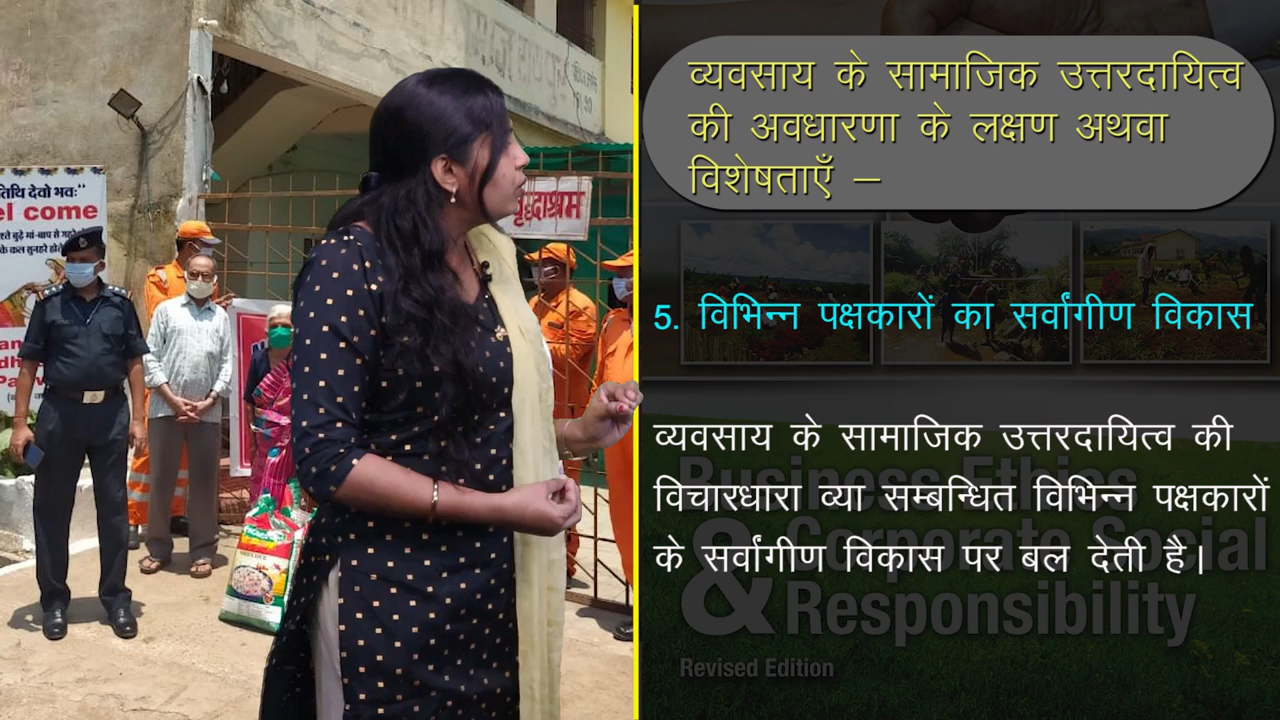 तिथि देवो भवः“
el come
वृद्धाश्रम
व्यवसाय के सामाजिक उत्तरदायित्व
की अवधारणा के लक्षण अथवा
विशेषताएँ –
5. विभिन्न पक्षकारों का सर्वांगीण विकास
व्यवसाय के सामाजिक उत्तरदायित्व की
विचारधारा व्या सम्बन्धित विभिन्न पक्षकारों
के सर्वांगीण विकास पर बल देती है।
Business Ethics
& Corporate Social
Responsibility
Revised Edition